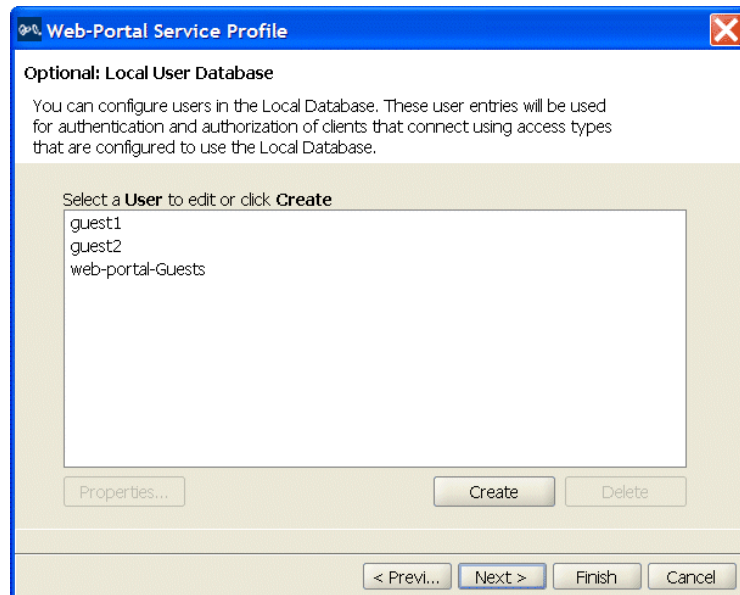 Web-Portal Service Profile
Optional: Local User Database
You can configure users in the Local Database. These user entries will be used
for authentication and authorization of clients that connect using access types
that are configured to use the Local Database.
Select a User to edit or click Create
guest1
guest2
web-portal-Guests
Properties...
Create
Delete
< Previ...
Next >
Finish
Cancel